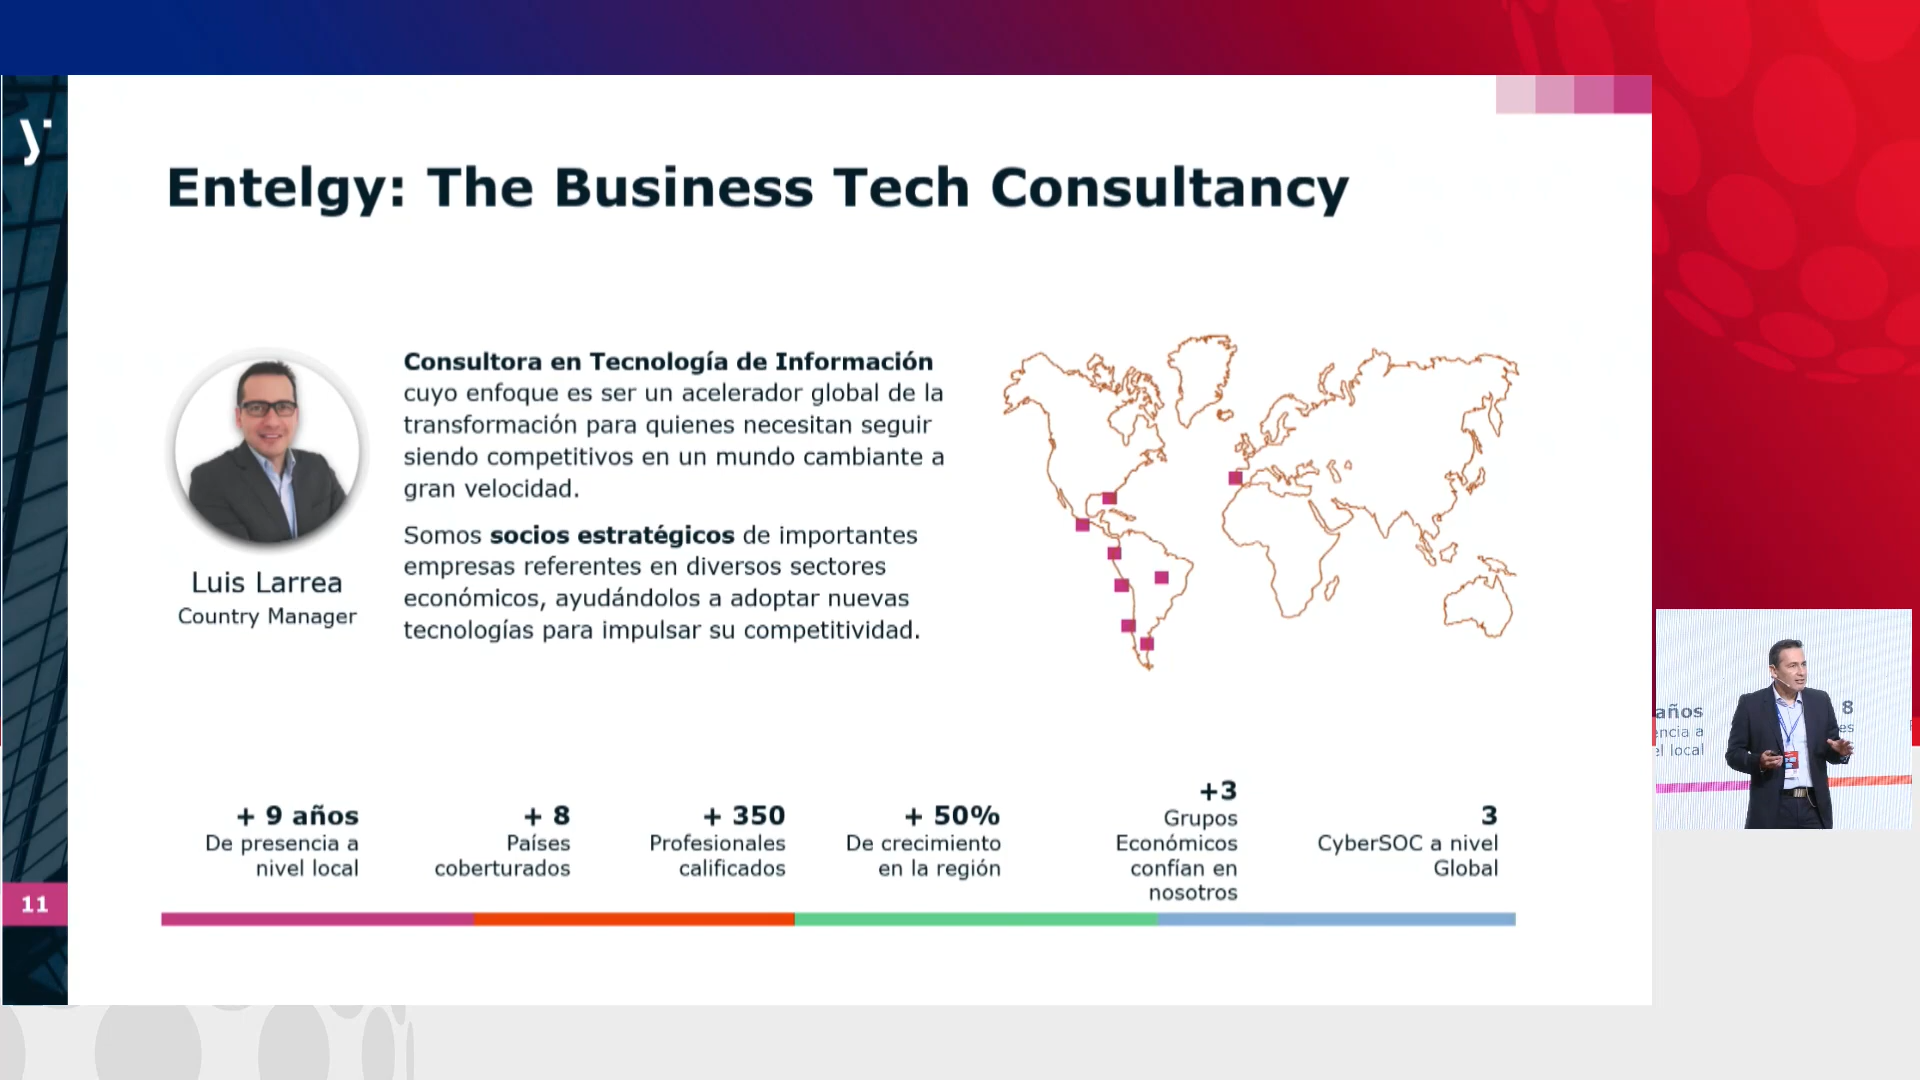 Entelgy: The Business Tech Consultancy
Consultora en Tecnología de Información
cuyo enfoque es ser un acelerador global de la
transformación para quienes necesitan seguir
siendo competitivos en un mundo cambiante a
gran velocidad.
Somos socios estratégicos de importantes
empresas referentes en diversos sectores
económicos, ayudándolos a adoptar nuevas
tecnologías para impulsar su competitividad.
Luis Larrea
Country Manager
+ 9 años
De presencia a
nivel local
+ 8
Países
coberturados
+ 350
Profesionales
calificados
+ 50%
De crecimiento
en la región
+3
Grupos
Económicos
confían en
nosotros
3
CyberSOC a nivel
Global
11
años
encia a
el local
8
es